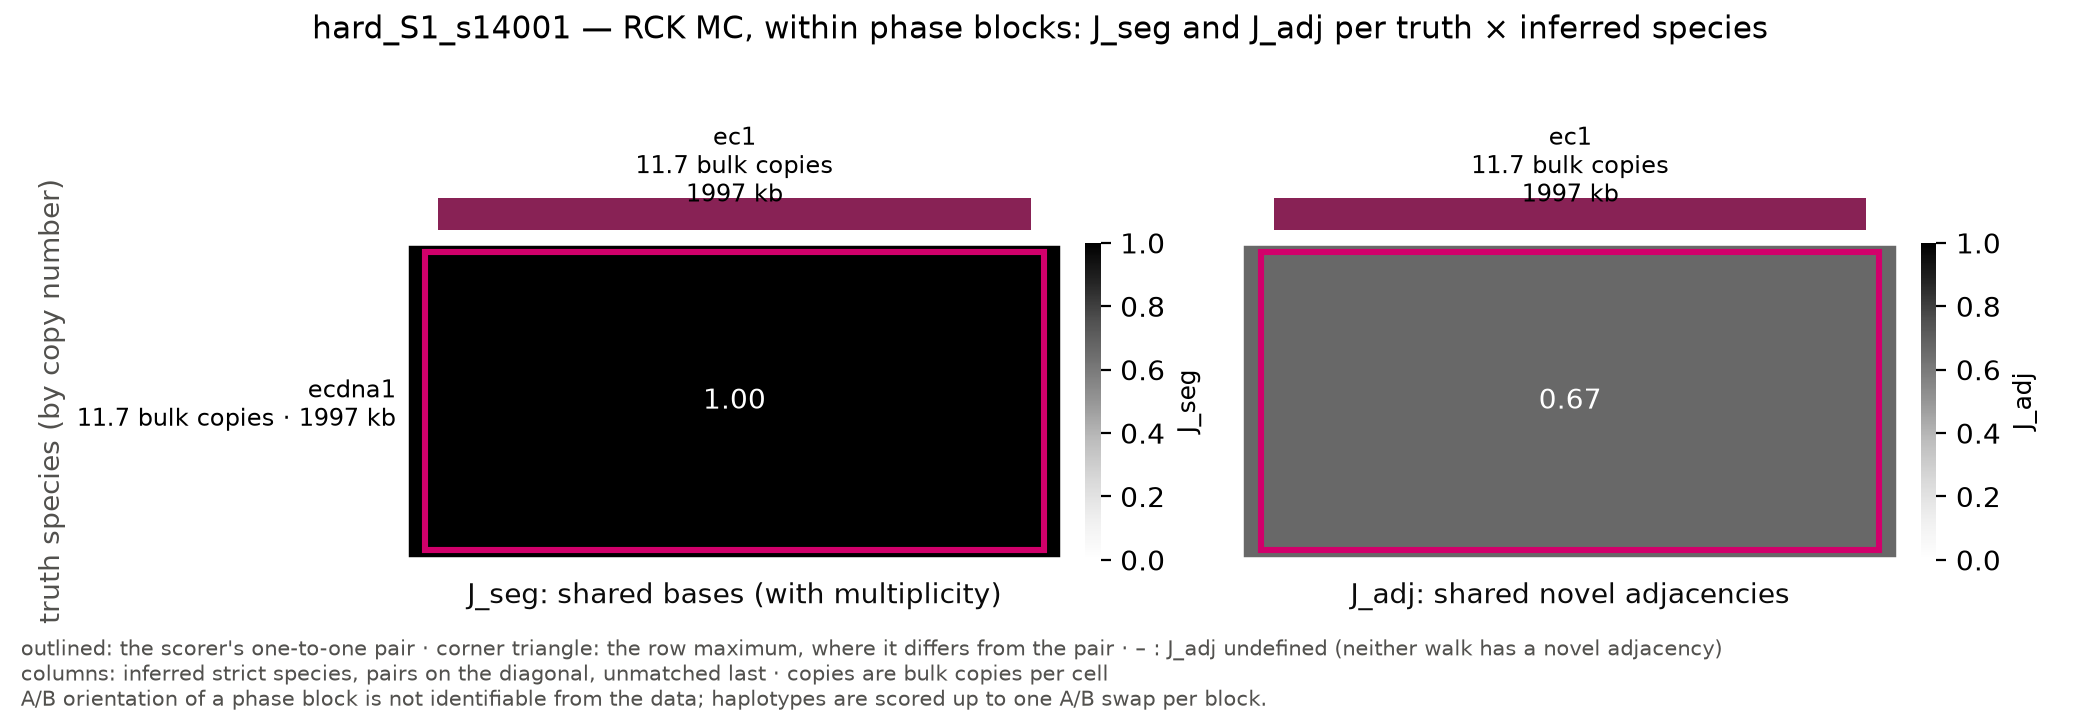 hard_S1_s14001 — RCK MC, within phase blocks: J_seg and J_adj per truth × inferred species
ec1
11.7 bulk copies
1997 kb
ec1
11.7 bulk copies
1997 kb
truth species (by copy number)
ecdna1
11.7 bulk copies · 1997 kb
1.00
1.0
0.8
0.6
0.4
0.2
0.0
J_seg
0.67
1.0
0.8
0.6
0.4
0.2
0.0
J_adj
J_seg: shared bases (with multiplicity)
J_adj: shared novel adjacencies
outlined: the scorer's one-to-one pair · corner triangle: the row maximum, where it differs from the pair · – : J_adj undefined (neither walk has a novel adjacency)
columns: inferred strict species, pairs on the diagonal, unmatched last · copies are bulk copies per cell
A/B orientation of a phase block is not identifiable from the data; haplotypes are scored up to one A/B swap per block.